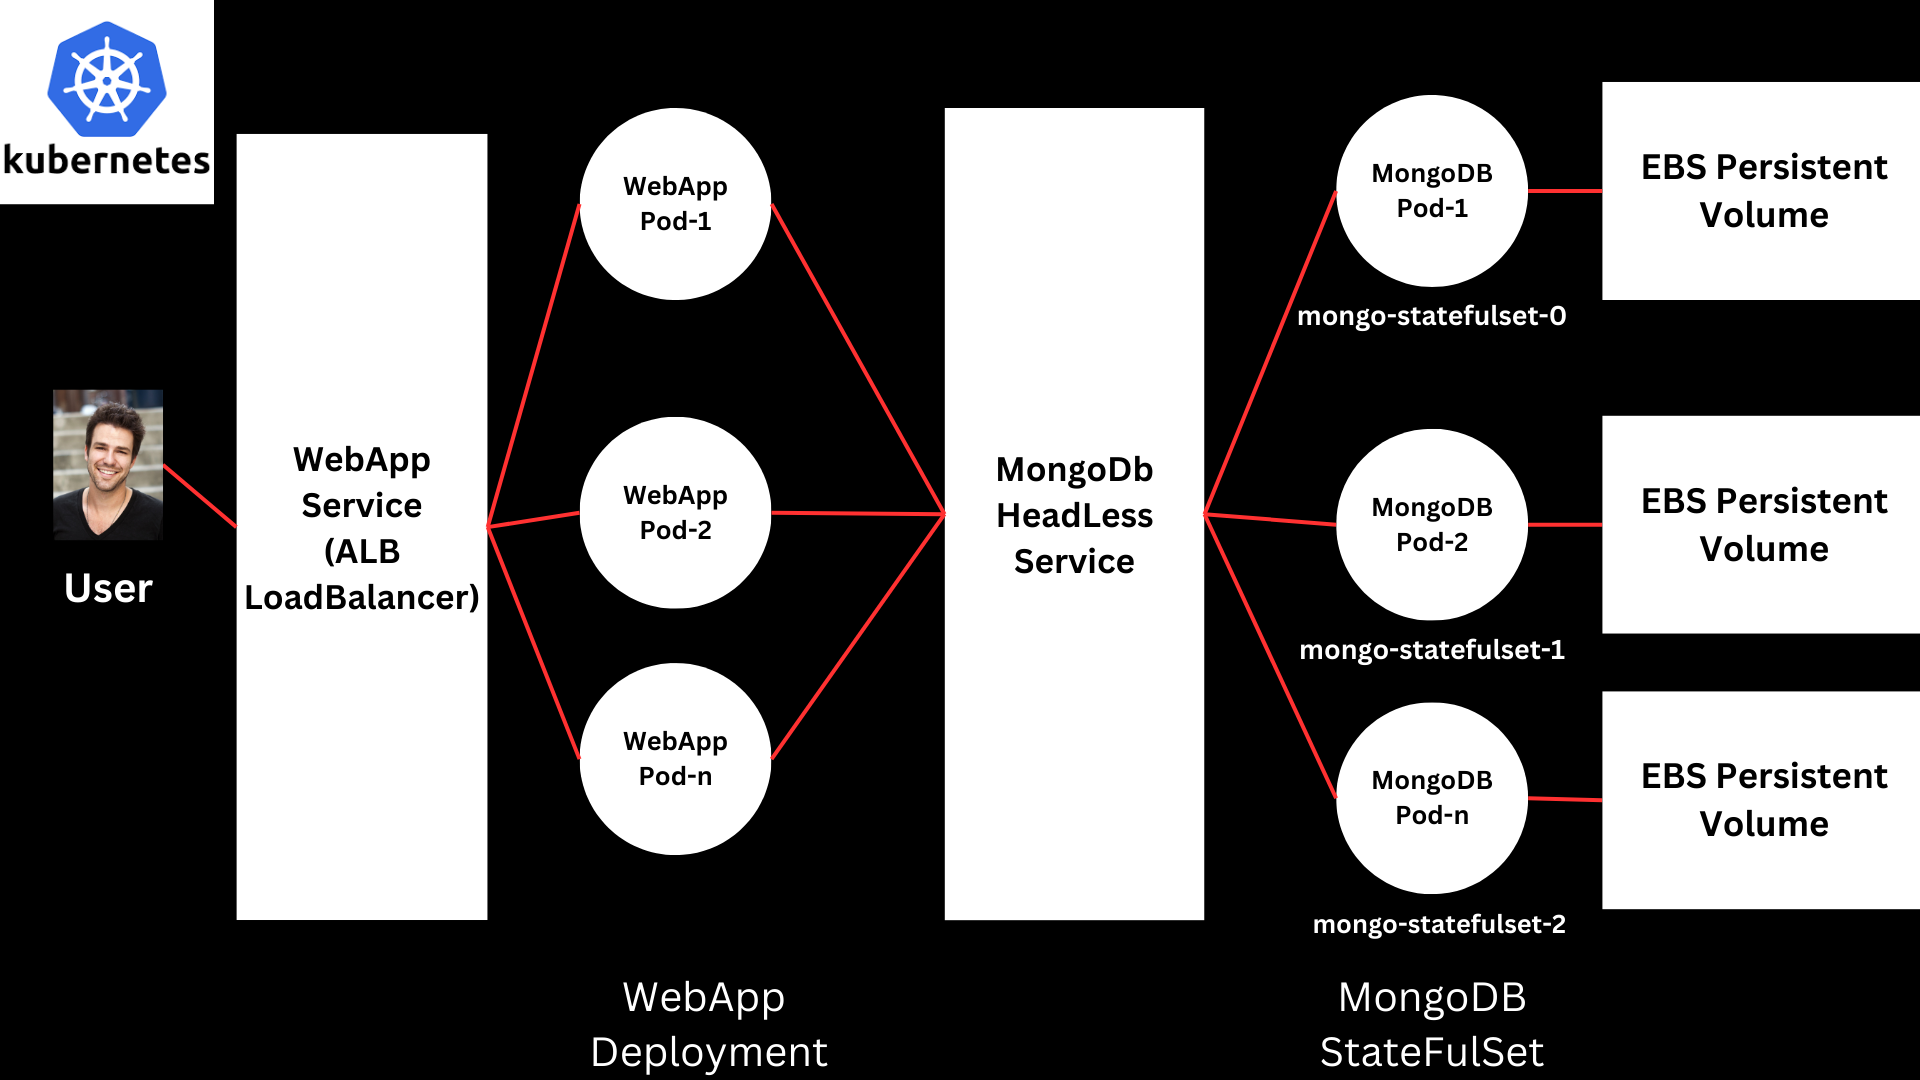 kubernetes
User
WebApp
Service
(ALB
LoadBalancer)
WebApp
Pod-1
WebApp
Pod-2
WebApp
Pod-n
WebApp
Deployment
MongoDb
HeadLess
Service
MongoDB
Pod-1
mongo-statefulset-0
MongoDB
Pod-2
mongo-statefulset-1
MongoDB
Pod-n
mongo-statefulset-2
MongoDB
StateFulSet
EBS Persistent
Volume
EBS Persistent
Volume
EBS Persistent
Volume